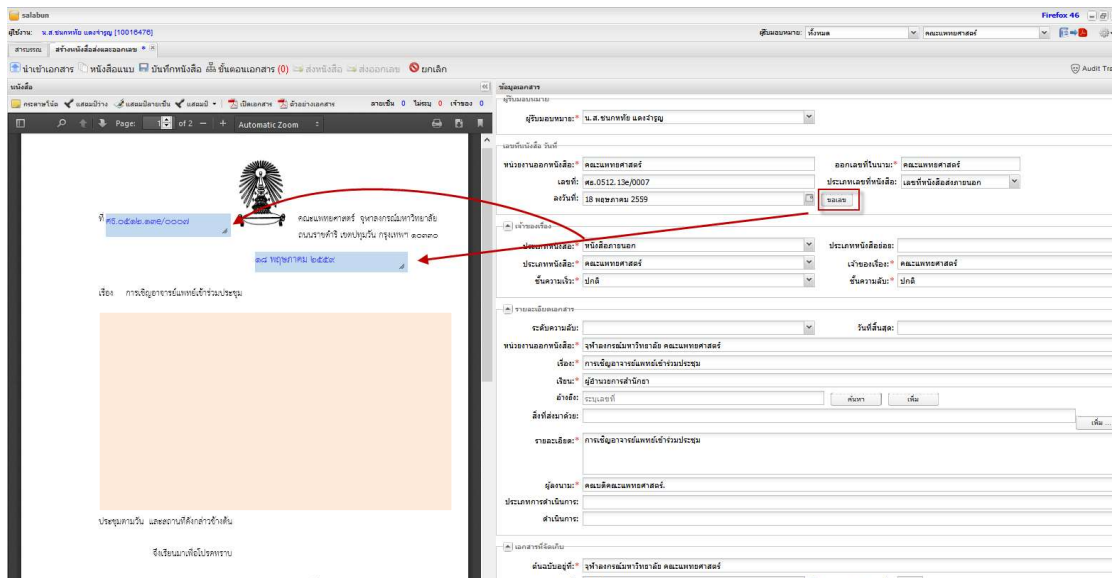 salabun
Firefox 46
ผู้ใช้งาน: น.ส.ชนกหทัย แดงจำรูญ [10016476]
ผู้รับมอบหมาย: ทั้งหมด คณะแพทยศาสตร์
สารบรรณ สร้างหนังสือส่งและออกเลข *
นำเข้าเอกสาร หนังสือแนบ บันทึกหนังสือ ขั้นตอนเอกสาร (0) ส่งหนังสือ ส่งออกเลข ยกเลิก
Audit Tra
หนังสือ
กระดาษโน้ต แสตมป์ร่าง แสตมป์ลายเซ็น แสตมป์ เปิดเอกสาร ตัวอย่างเอกสาร ลายเซ็น 0 ไม่ระบุ 0 เจ้าของ 0
Page: 1 of 2 Automatic Zoom
ที่ ศธ.๐๕๑๒.๑๓e/๐๐๐๗
คณะแพทยศาสตร์ จุฬาลงกรณ์มหาวิทยาลัย
ถนนราชดำริ เขตปทุมวัน กรุงเทพฯ ๑๐๓๓๐
๑๘ พฤษภาคม ๒๕๕๙
เรื่อง การเชิญอาจารย์แพทย์เข้าร่วมประชุม
ประชุมตามวัน และสถานที่ดังกล่าวข้างต้น
จึงเรียนมาเพื่อโปรดทราบ
ข้อมูลเอกสาร
ผู้รับมอบหมาย
ผู้รับมอบหมาย:* น.ส.ชนกหทัย แดงจำรูญ
เลขที่หนังสือ วันที่
หน่วยงานออกหนังสือ:* คณะแพทยศาสตร์ ออกเลขที่ในนาม:* คณะแพทยศาสตร์
เลขที่: ศธ.0512.13e/0007 ประเภทเลขที่หนังสือ: เลขที่หนังสือส่งภายนอก
ลงวันที่: 18 พฤษภาคม 2559 ขอเลข
เจ้าของเรื่อง
ประเภทหนังสือ:* หนังสือภายนอก ประเภทหนังสือย่อย:
ประเภทหนังสือ:* คณะแพทยศาสตร์ เจ้าของเรื่อง:* คณะแพทยศาสตร์
ชั้นความเร็ว:* ปกติ ชั้นความลับ:* ปกติ
รายละเอียดเอกสาร
ระดับความลับ: วันที่สิ้นสุด:
หน่วยงานออกหนังสือ:* จุฬาลงกรณ์มหาวิทยาลัย คณะแพทยศาสตร์
เรื่อง:* การเชิญอาจารย์แพทย์เข้าร่วมประชุม
เรียน:* ผู้อำนวยการสำนักยา
อ้างถึง: ระบุเลขที่ ค้นหา เพิ่ม
สิ่งที่ส่งมาด้วย: เพิ่ม ...
รายละเอียด:* การเชิญอาจารย์แพทย์เข้าร่วมประชุม
ผู้ลงนาม:* คณบดีคณะแพทยศาสตร์.
ประเภทการดำเนินการ:
ดำเนินการ:
เอกสารที่จัดเก็บ
ต้นฉบับอยู่ที่:* จุฬาลงกรณ์มหาวิทยาลัย คณะแพทยศาสตร์